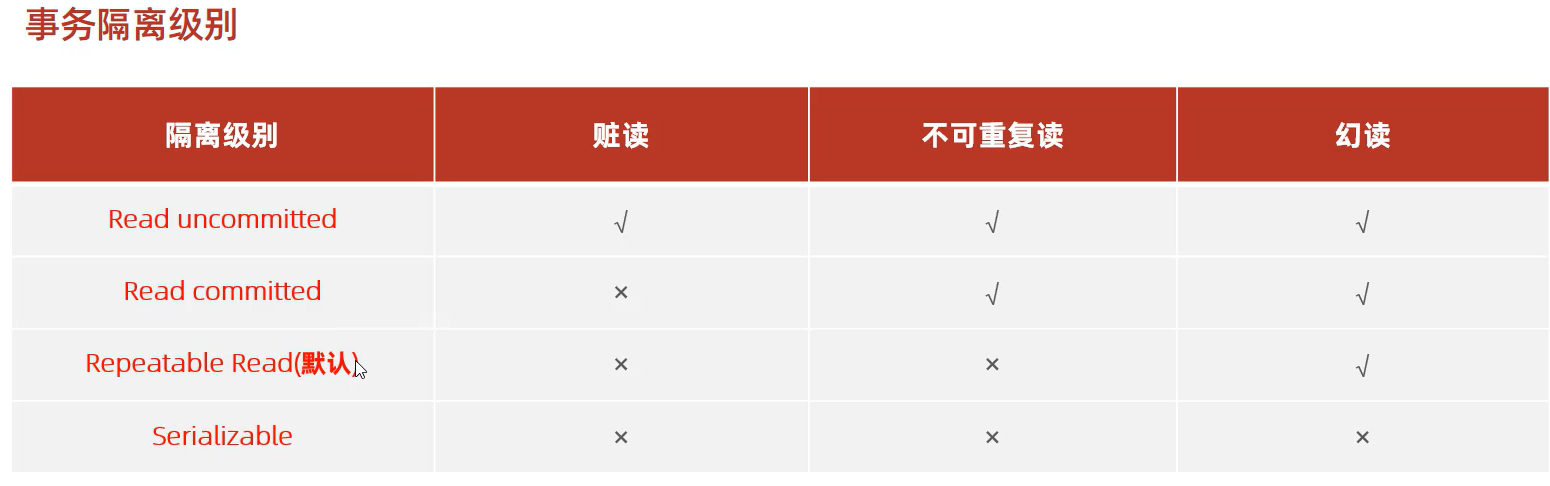 事务隔离级别
隔离级别 脏读 不可重复读 幻读
Read uncommitted √ √ √
Read committed × √ √
Repeatable Read(默认) × × √
Serializable × × ×